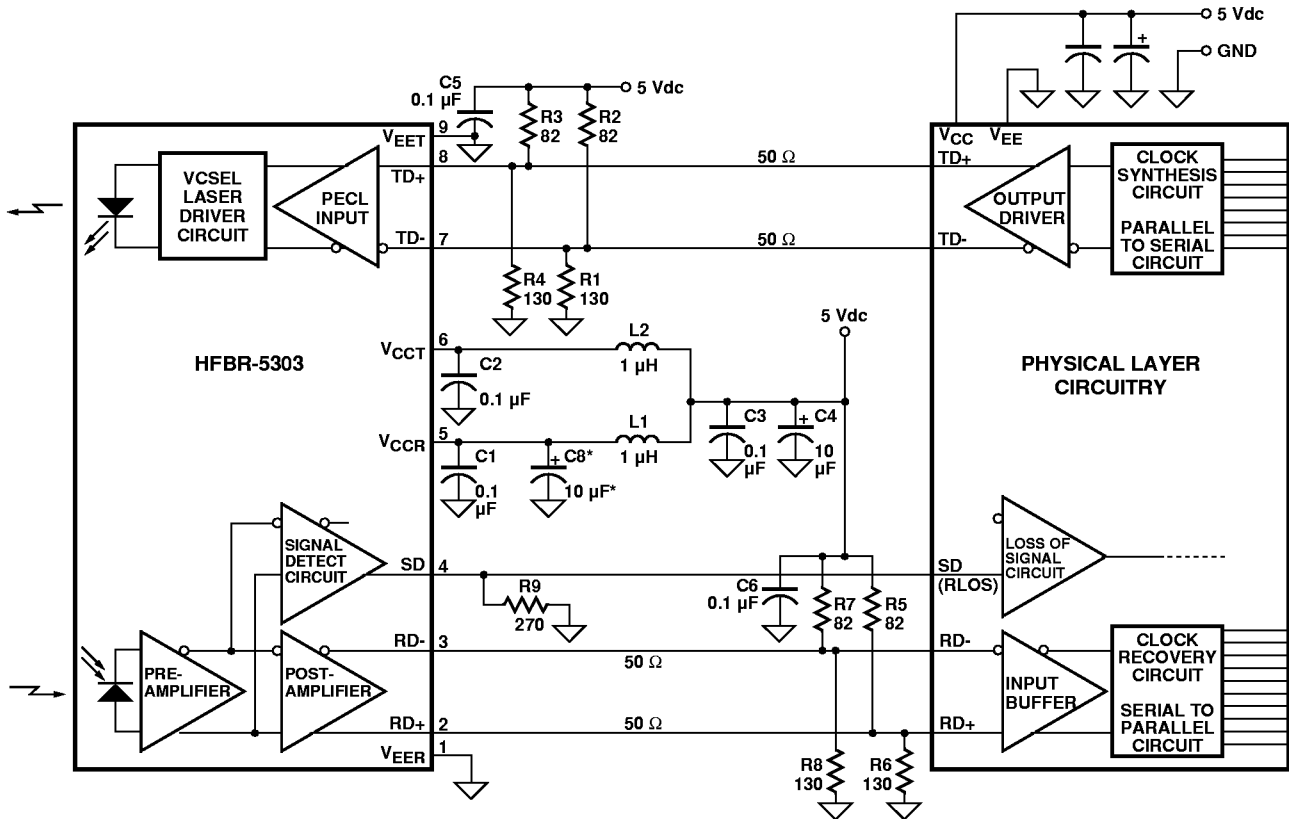 5 Vdc
GND
C5
0.1 µF
5 Vdc
R3
82
R2
82
9
VEET
VCC
VEE
8
TD+
50 Ω
TD+
VCSEL
LASER
DRIVER
CIRCUIT
PECL
INPUT
OUTPUT
DRIVER
CLOCK
SYNTHESIS
CIRCUIT
PARALLEL
TO SERIAL
CIRCUIT
TD-
7
50 Ω
TD-
R4
130
R1
130
5 Vdc
HFBR-5303
VCCT
6
L2
1 µH
C2
0.1 µF
PHYSICAL LAYER
CIRCUITRY
VCCR
5
L1
1 µH
C3
0.1
µF
+
C4
10
µF
C1
0.1
µF
+
C8*
10 µF*
SIGNAL
DETECT
CIRCUIT
SD
4
R9
270
C6
0.1 µF
R7
82
R5
82
SD
(RLOS)
LOSS OF
SIGNAL
CIRCUIT
PRE-
AMPLIFIER
POST-
AMPLIFIER
RD-
3
50 Ω
RD-
INPUT
BUFFER
CLOCK
RECOVERY
CIRCUIT
SERIAL TO
PARALLEL
CIRCUIT
RD+
2
50 Ω
RD+
VEER
1
R8
130
R6
130
+